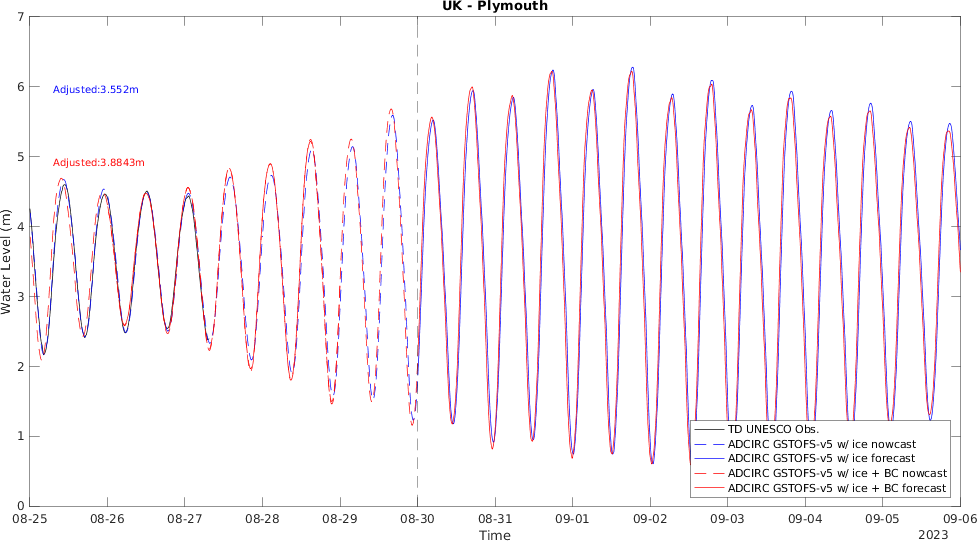 UK - Plymouth
7
6
5
4
3
2
1
0
Water Level (m)
Adjusted:3.552m
Adjusted:3.8843m
TD UNESCO Obs.
ADCIRC GSTOFS-v5 w/ ice nowcast
ADCIRC GSTOFS-v5 w/ ice forecast
ADCIRC GSTOFS-v5 w/ ice + BC nowcast
ADCIRC GSTOFS-v5 w/ ice + BC forecast
08-25 08-26 08-27 08-28 08-29 08-30 08-31 09-01 09-02 09-03 09-04 09-05 09-06
Time
2023